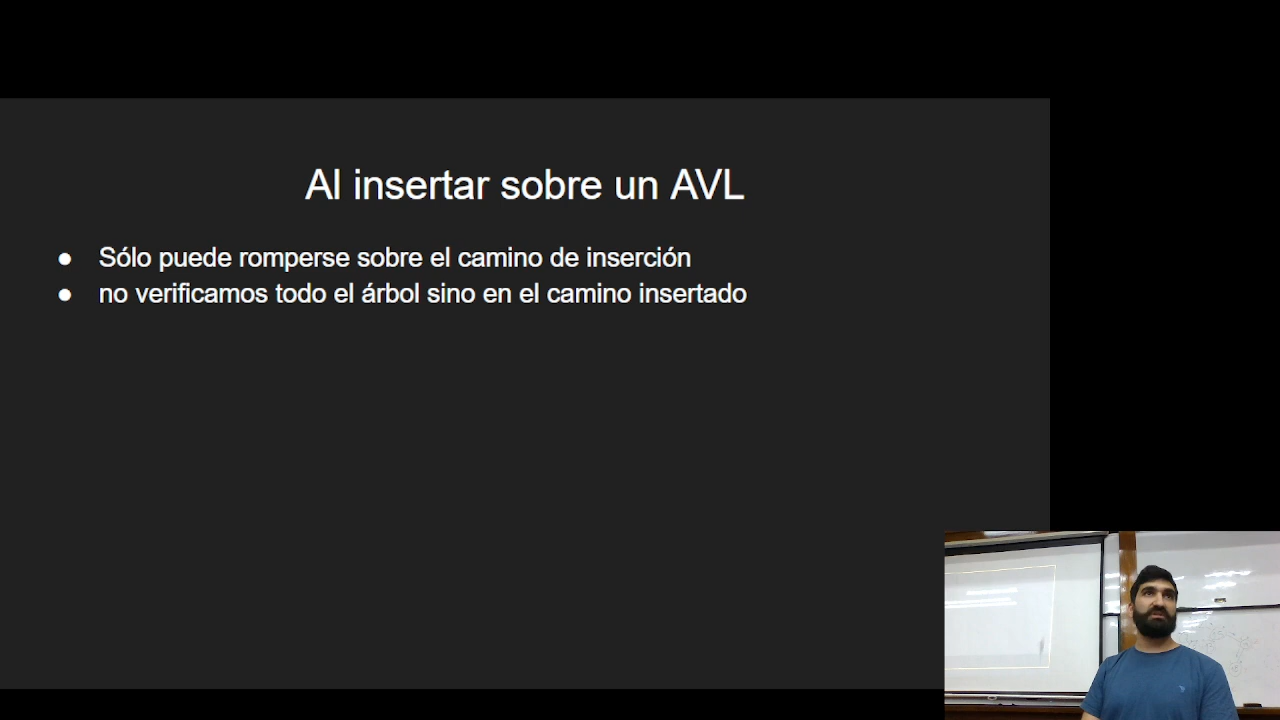 Al insertar sobre un AVL
● Sólo puede romperse sobre el camino de inserción
● no verificamos todo el árbol sino en el camino insertado